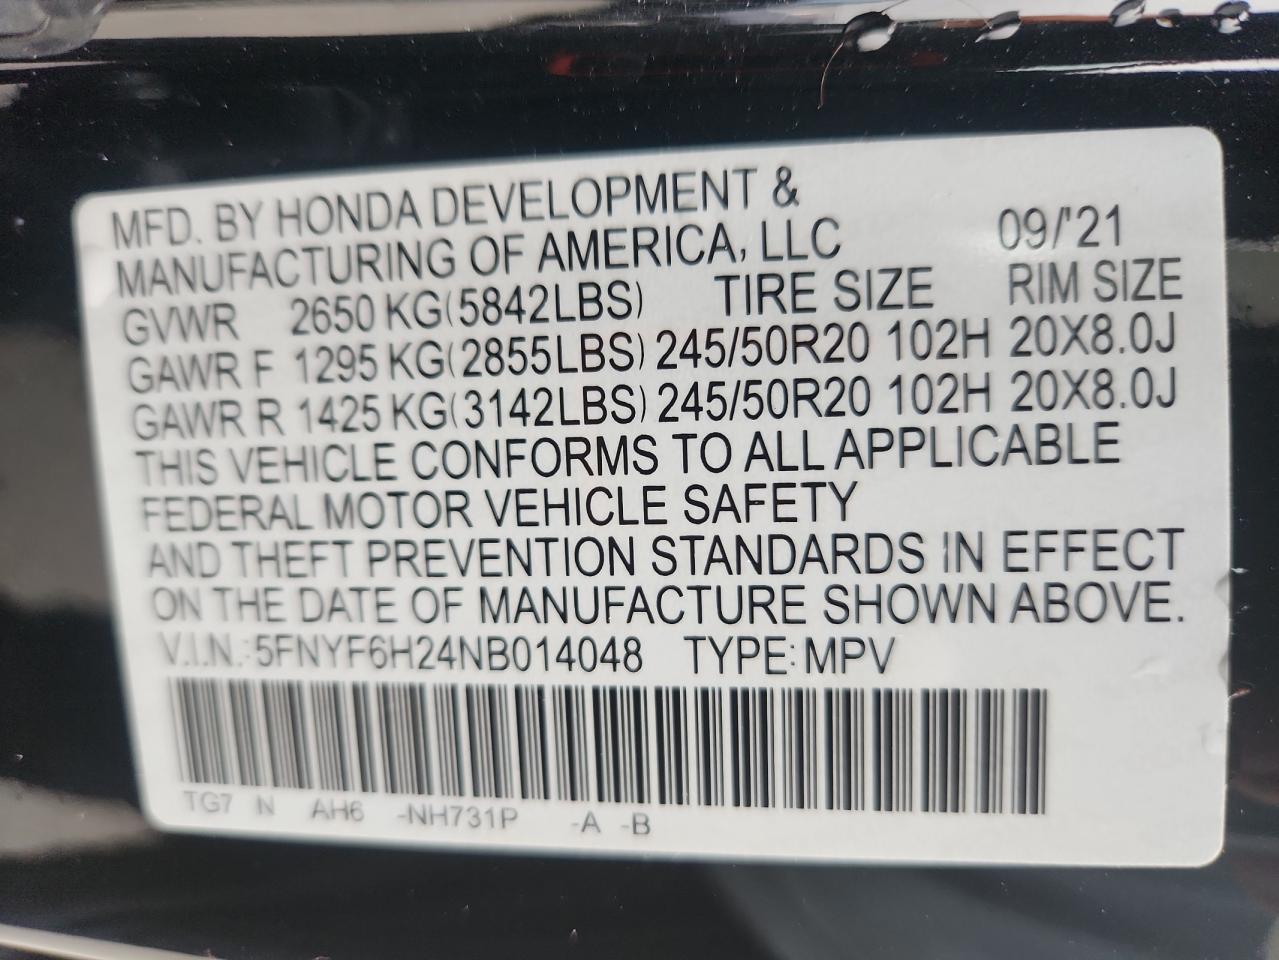 MFD. BY HONDA DEVELOPMENT &
MANUFACTURING OF AMERICA, LLC 09/'21
GVWR 2650 KG(5842LBS) TIRE SIZE RIM SIZE
GAWR F 1295 KG(2855LBS) 245/50R20 102H 20X8.0J
GAWR R 1425 KG(3142LBS) 245/50R20 102H 20X8.0J
THIS VEHICLE CONFORMS TO ALL APPLICABLE
FEDERAL MOTOR VEHICLE SAFETY
AND THEFT PREVENTION STANDARDS IN EFFECT
ON THE DATE OF MANUFACTURE SHOWN ABOVE.
V.I.N.:5FNYF6H24NB014048 TYPE:MPV
TG7 N AH6 -NH731P -A -B